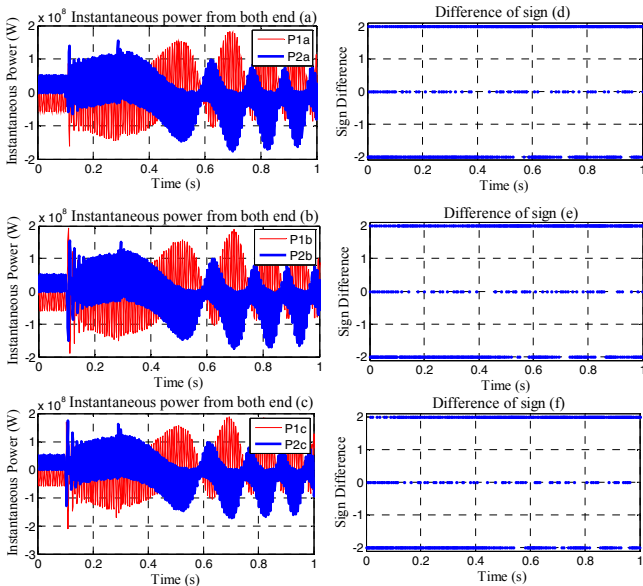 x 10^8 Instantaneous power from both end (a)
Instantaneous Power (W)
2
1
0
-1
-2
0 0.2 0.4 0.6 0.8 1
Time (s)
P1a
P2a
Difference of sign (d)
Sign Difference
2
1
0
-1
-2
0 0.2 0.4 0.6 0.8 1
Time (s)
x 10^8 Instantaneous power from both end (b)
Instantaneous Power (W)
2
1
0
-1
-2
0 0.2 0.4 0.6 0.8 1
Time (s)
P1b
P2b
Difference of sign (e)
Sign Difference
2
1
0
-1
-2
0 0.2 0.4 0.6 0.8 1
Time (s)
x 10^8 Instantaneous power from both end (c)
Instantaneous Power (W)
2
1
0
-1
-2
-3
0 0.2 0.4 0.6 0.8 1
Time (s)
P1c
P2c
Difference of sign (f)
Sign Difference
2
1
0
-1
-2
0 0.2 0.4 0.6 0.8 1
Time (s)